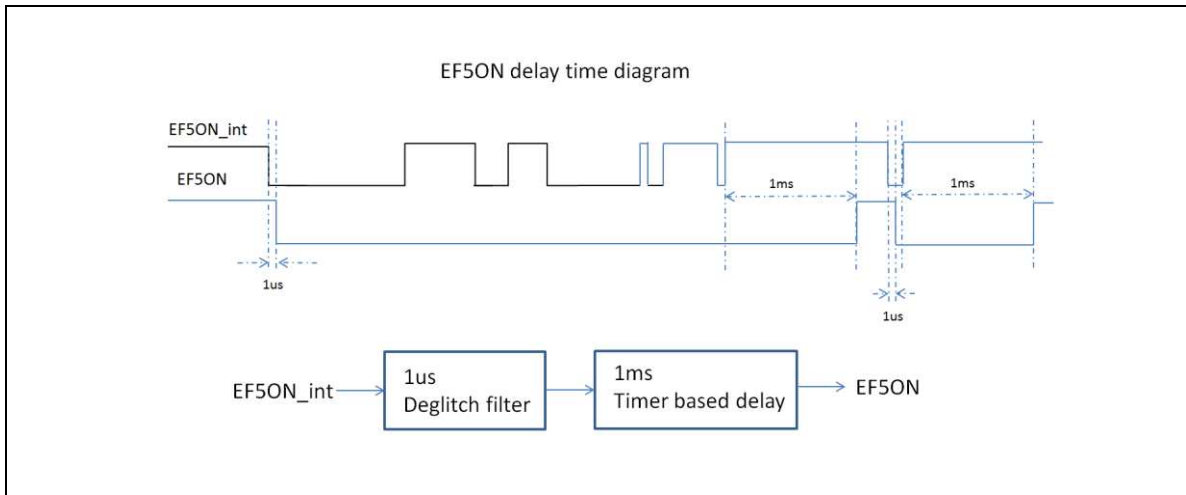 EF5ON delay time diagram
EF5ON_int
EF5ON
1ms
1ms
1us
1us
EF5ON_int
1us
Deglitch filter
1ms
Timer based delay
EF5ON